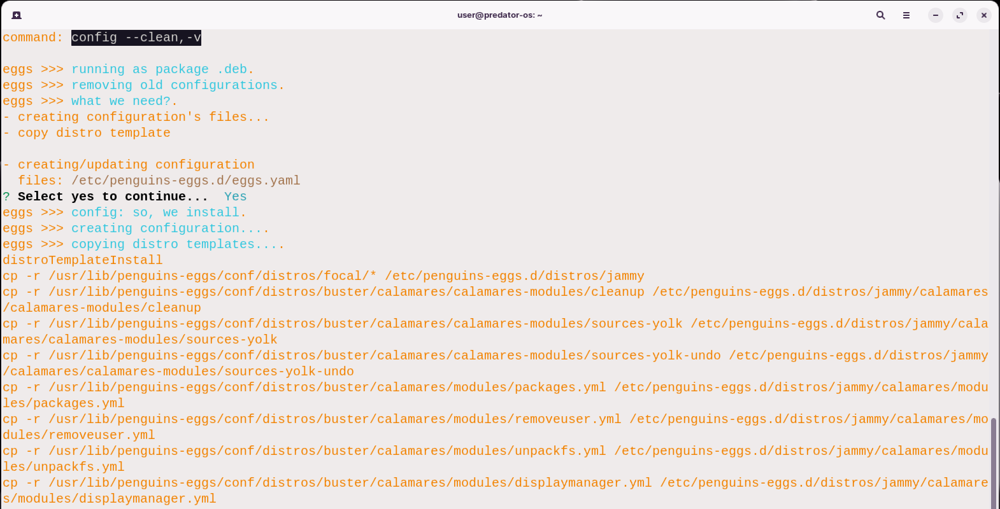 user@predator-os: ~
command: config --clean,-v
eggs >>> running as package .deb.
eggs >>> removing old configurations.
eggs >>> what we need?.
- creating configuration's files...
- copy distro template
- creating/updating configuration
  files: /etc/penguins-eggs.d/eggs.yaml
? Select yes to continue...  Yes
eggs >>> config: so, we install.
eggs >>> creating configuration....
eggs >>> copying distro templates....
distroTemplateInstall
cp -r /usr/lib/penguins-eggs/conf/distros/focal/* /etc/penguins-eggs.d/distros/jammy
cp -r /usr/lib/penguins-eggs/conf/distros/buster/calamares/calamares-modules/cleanup /etc/penguins-eggs.d/distros/jammy/calamares
/calamares-modules/cleanup
cp -r /usr/lib/penguins-eggs/conf/distros/buster/calamares/calamares-modules/sources-yolk /etc/penguins-eggs.d/distros/jammy/cala
mares/calamares-modules/sources-yolk
cp -r /usr/lib/penguins-eggs/conf/distros/buster/calamares/calamares-modules/sources-yolk-undo /etc/penguins-eggs.d/distros/jammy
/calamares/calamares-modules/sources-yolk-undo
cp -r /usr/lib/penguins-eggs/conf/distros/buster/calamares/modules/packages.yml /etc/penguins-eggs.d/distros/jammy/calamares/modu
les/packages.yml
cp -r /usr/lib/penguins-eggs/conf/distros/buster/calamares/modules/removeuser.yml /etc/penguins-eggs.d/distros/jammy/calamares/mo
dules/removeuser.yml
cp -r /usr/lib/penguins-eggs/conf/distros/buster/calamares/modules/unpackfs.yml /etc/penguins-eggs.d/distros/jammy/calamares/modu
les/unpackfs.yml
cp -r /usr/lib/penguins-eggs/conf/distros/buster/calamares/modules/displaymanager.yml /etc/penguins-eggs.d/distros/jammy/calamare
s/modules/displaymanager.yml